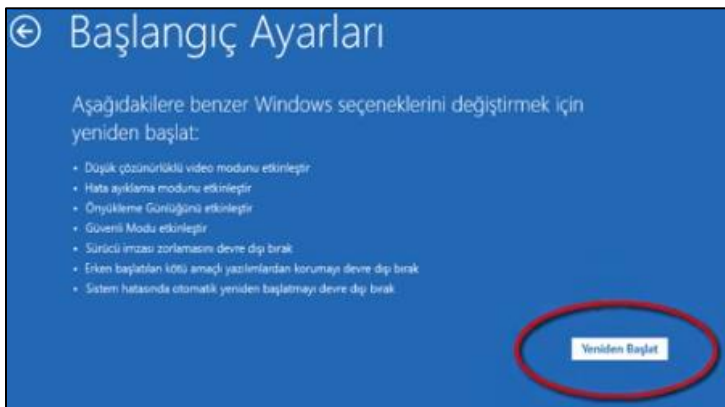 Başlangıç Ayarları
Aşağıdakilere benzer Windows seçeneklerini değiştirmek için
yeniden başlat:
• Düşük çözünürlüklü video modunu etkinleştir
• Hata ayıklama modunu etkinleştir
• Önyükleme Günlüğünü etkinleştir
• Güvenli Modu etkinleştir
• Sürücü imzası zorlamasını devre dışı bırak
• Erken başlatılan kötü amaçlı yazılımlardan korumayı devre dışı bırak
• Sistem hatasında otomatik yeniden başlatmayı devre dışı bırak
Yeniden Başlat